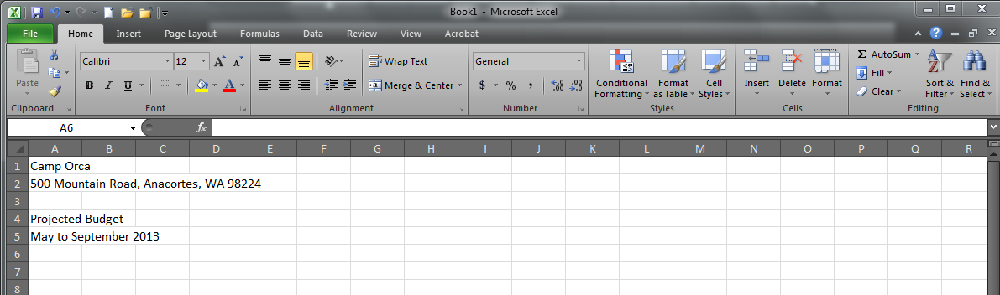 Book1 - Microsoft Excel
File Home Insert Page Layout Formulas Data Review View Acrobat
Calibri 12 A A Wrap Text General Σ AutoSum
Paste B I U A Merge & Center $ % , .00 .0 Conditional Formatting Format as Table Cell Styles Insert Delete Format Fill Clear Sort & Filter Find & Select
Clipboard Font Alignment Number Styles Cells Editing
A6 fx
A B C D E F G H I J K L M N O P Q R
1 Camp Orca
2 500 Mountain Road, Anacortes, WA 98224
3
4 Projected Budget
5 May to September 2013
6
7
8